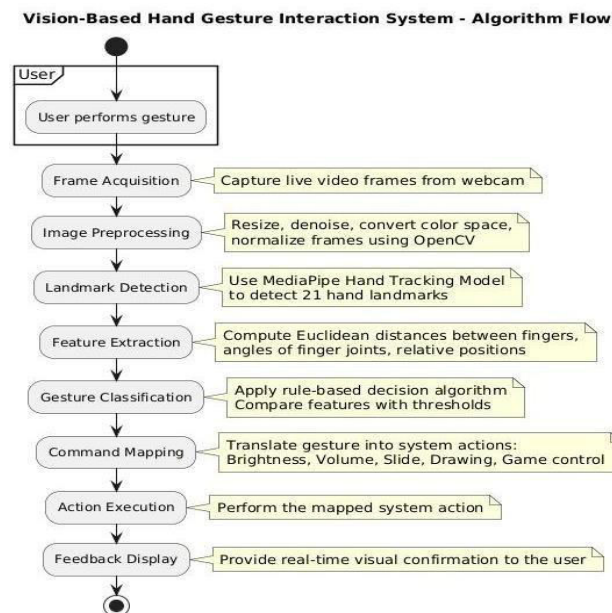 Vision-Based Hand Gesture Interaction System - Algorithm Flow
User
User performs gesture
Frame Acquisition
Capture live video frames from webcam
Image Preprocessing
Resize, denoise, convert color space,
normalize frames using OpenCV
Landmark Detection
Use MediaPipe Hand Tracking Model
to detect 21 hand landmarks
Feature Extraction
Compute Euclidean distances between fingers,
angles of finger joints, relative positions
Gesture Classification
Apply rule-based decision algorithm
Compare features with thresholds
Command Mapping
Translate gesture into system actions:
Brightness, Volume, Slide, Drawing, Game control
Action Execution
Perform the mapped system action
Feedback Display
Provide real-time visual confirmation to the user